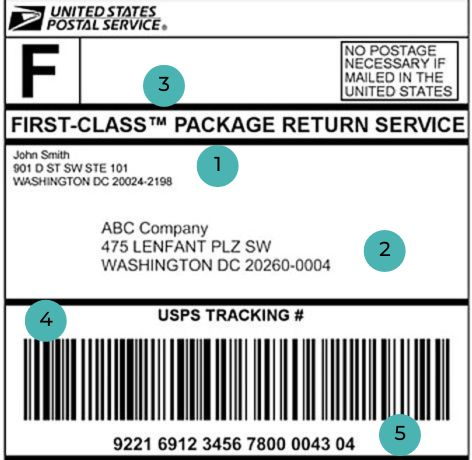 UNITED STATES
POSTAL SERVICE®
F
3
NO POSTAGE
NECESSARY IF
MAILED IN THE
UNITED STATES
FIRST-CLASS™ PACKAGE RETURN SERVICE
John Smith
901 D ST SW STE 101
WASHINGTON DC 20024-2198
1
ABC Company
475 LENFANT PLZ SW
WASHINGTON DC 20260-0004
2
4
USPS TRACKING #
5
9221 6912 3456 7800 0043 04